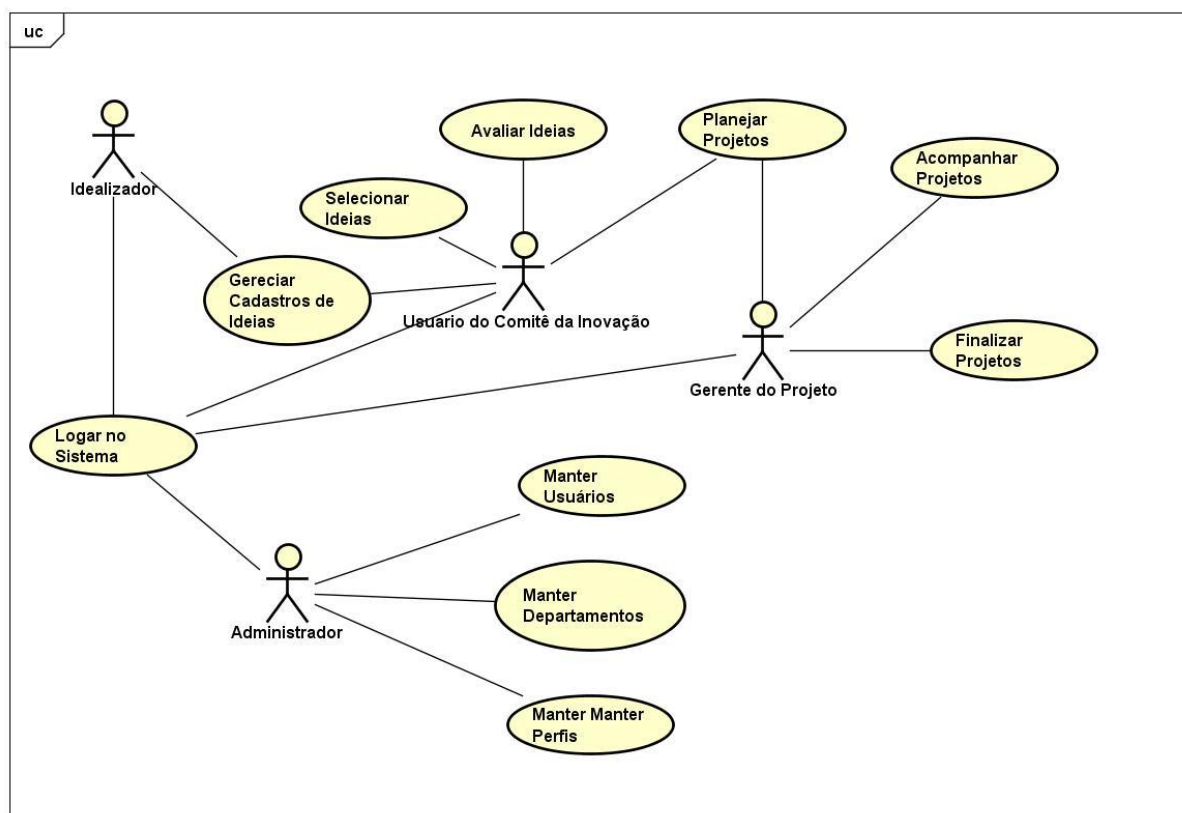 uc
Idealizador
Avaliar Ideias
Planejar
Projetos
Acompanhar
Projetos
Selecionar
Ideias
Gereciar
Cadastros de
Ideias
Usuario do Comitê da Inovação
Gerente do Projeto
Finalizar
Projetos
Logar no
Sistema
Manter
Usuários
Administrador
Manter
Departamentos
Manter Manter
Perfis